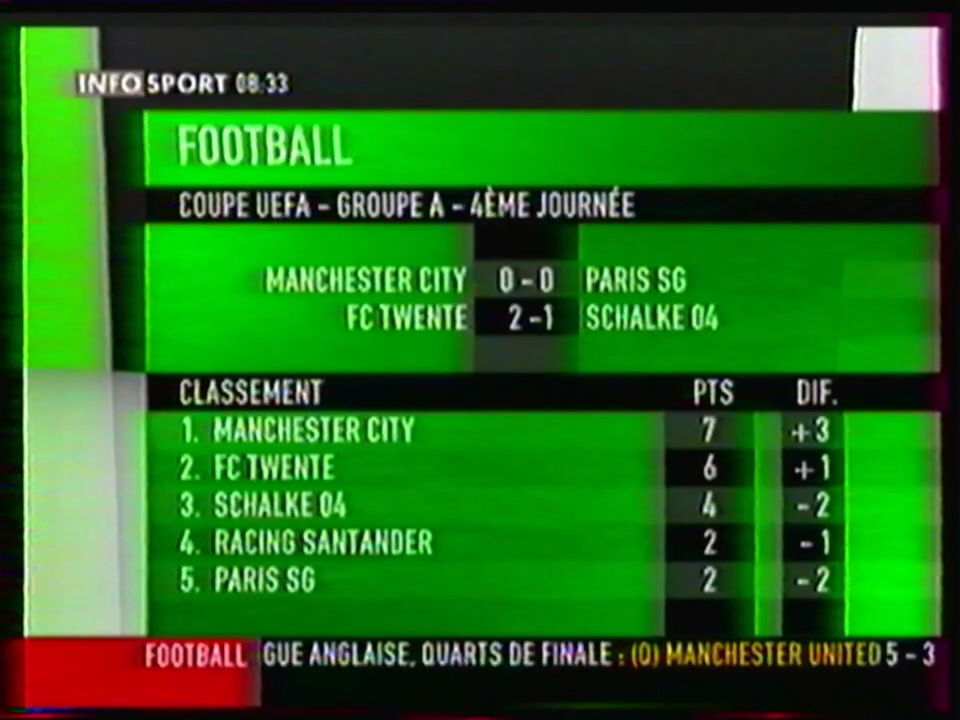 INFOSPORT 08:33
FOOTBALL
COUPE UEFA - GROUPE A - 4ÈME JOURNÉE
MANCHESTER CITY 0 - 0 PARIS SG
FC TWENTE 2 -1 SCHALKE 04
CLASSEMENT PTS DIF.
1. MANCHESTER CITY 7 +3
2. FC TWENTE 6 +1
3. SCHALKE 04 4 -2
4. RACING SANTANDER 2 -1
5. PARIS SG 2 -2
FOOTBALL GUE ANGLAISE, QUARTS DE FINALE : (O) MANCHESTER UNITED 5 - 3